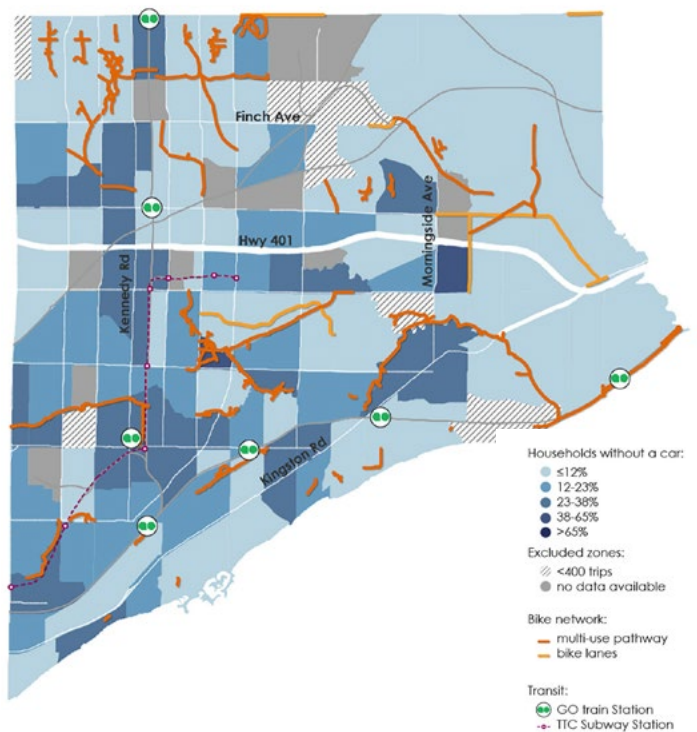 Finch Ave
Hwy 401
Morningside Ave
Kennedy Rd
Kingston Rd
Households without a car:
≤12%
12-23%
23-38%
38-65%
>65%
Excluded zones:
<400 trips
no data available
Bike network:
multi-use pathway
bike lanes
Transit:
GO train Station
TTC Subway Station